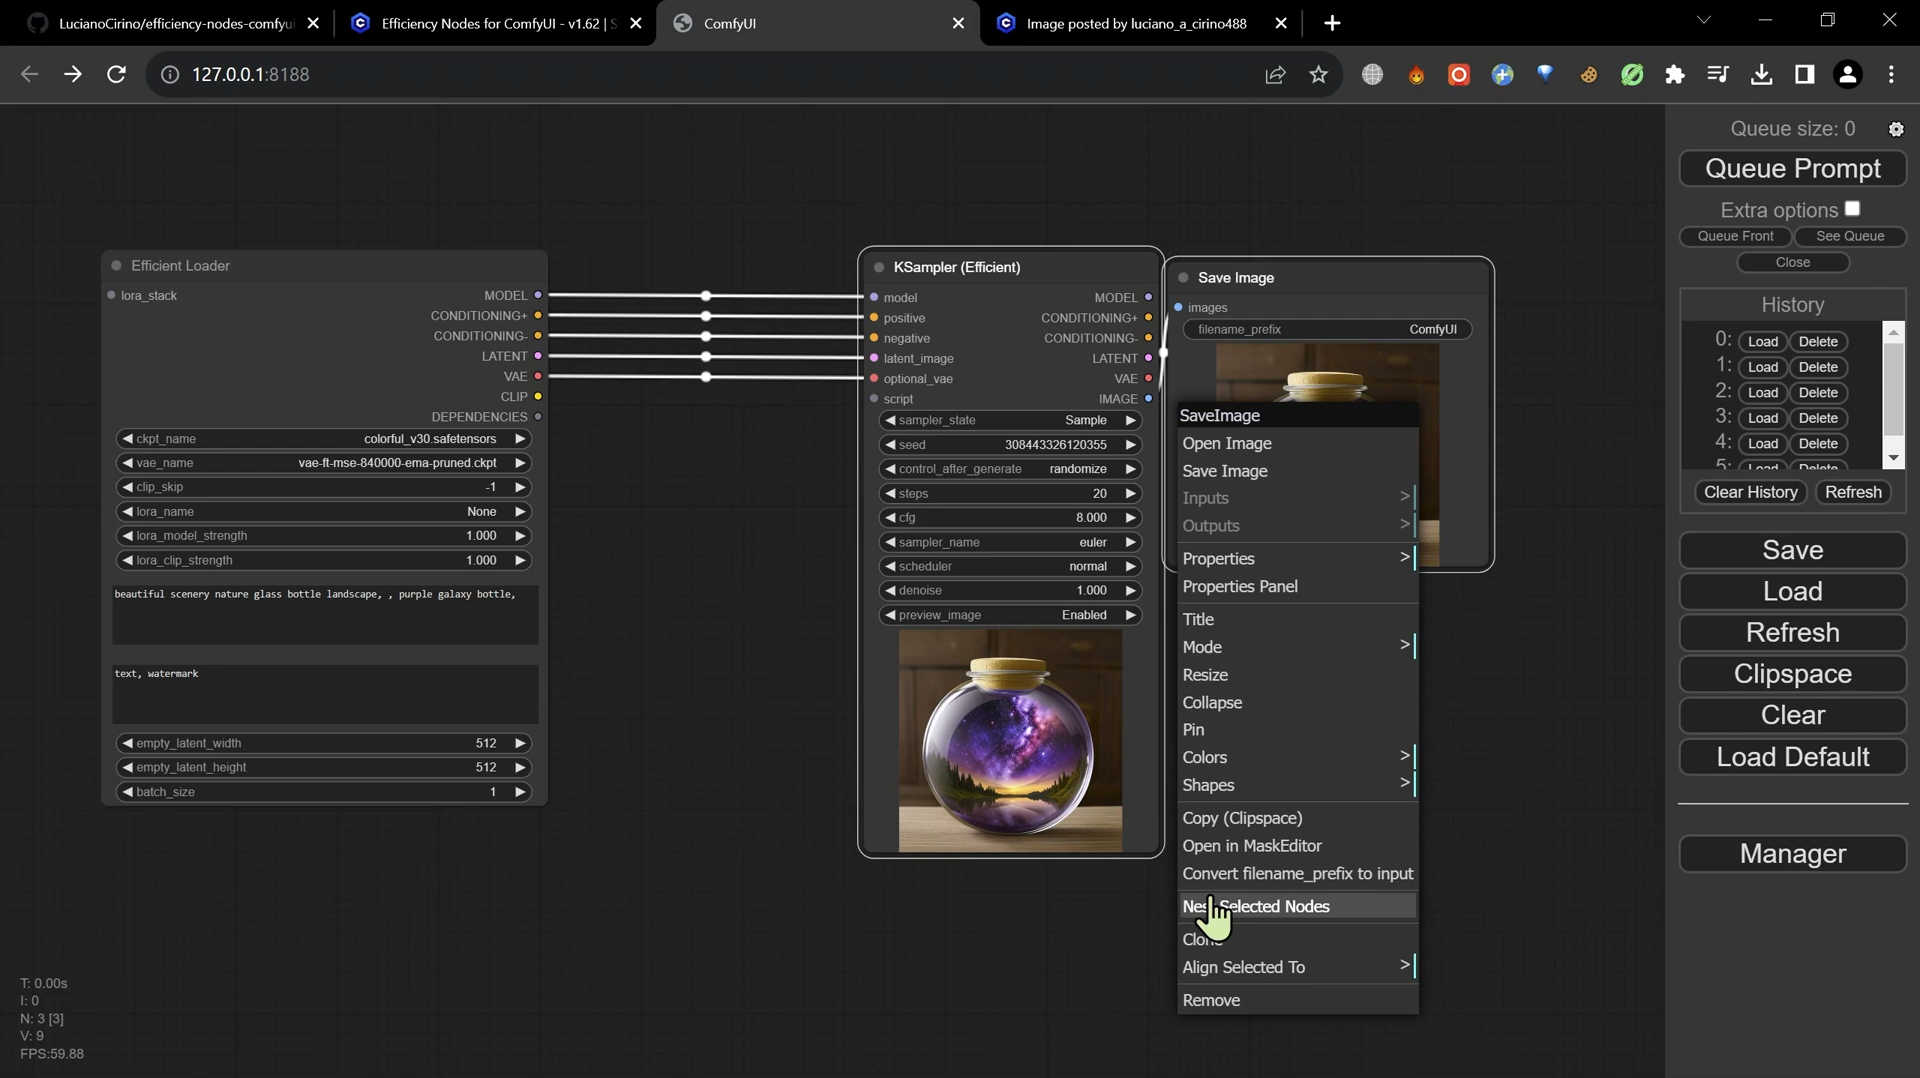 LucianoCirino/efficiency-nodes-comfyui
Efficiency Nodes for ComfyUI - v1.62 | S
ComfyUI
Image posted by luciano_a_cirino488
127.0.0.1:8188
Efficient Loader
lora_stack
MODEL
CONDITIONING+
CONDITIONING-
LATENT
VAE
CLIP
DEPENDENCIES
ckpt_name colorful_v30.safetensors
vae_name vae-ft-mse-840000-ema-pruned.ckpt
clip_skip -1
lora_name None
lora_model_strength 1.000
lora_clip_strength 1.000
beautiful scenery nature glass bottle landscape, , purple galaxy bottle,
text, watermark
empty_latent_width 512
empty_latent_height 512
batch_size 1
KSampler (Efficient)
model MODEL
positive CONDITIONING+
negative CONDITIONING-
latent_image LATENT
optional_vae VAE
script IMAGE
sampler_state Sample
seed 308443326120355
control_after_generate randomize
steps 20
cfg 8.000
sampler_name euler
scheduler normal
denoise 1.000
preview_image Enabled
Save Image
images
filename_prefix ComfyUI
SaveImage
Open Image
Save Image
Inputs >
Outputs >
Properties >
Properties Panel
Title
Mode >
Resize
Collapse
Pin
Colors >
Shapes >
Copy (Clipspace)
Open in MaskEditor
Convert filename_prefix to input
Nest Selected Nodes
Clone
Align Selected To >
Remove
Queue size: 0
Queue Prompt
Extra options
Queue Front See Queue
Close
History
0: Load Delete
1: Load Delete
2: Load Delete
3: Load Delete
4: Load Delete
5: Load Delete
Clear History Refresh
Save
Load
Refresh
Clipspace
Clear
Load Default
Manager
T: 0.00s
I: 0
N: 3 [3]
V: 9
FPS:59.88